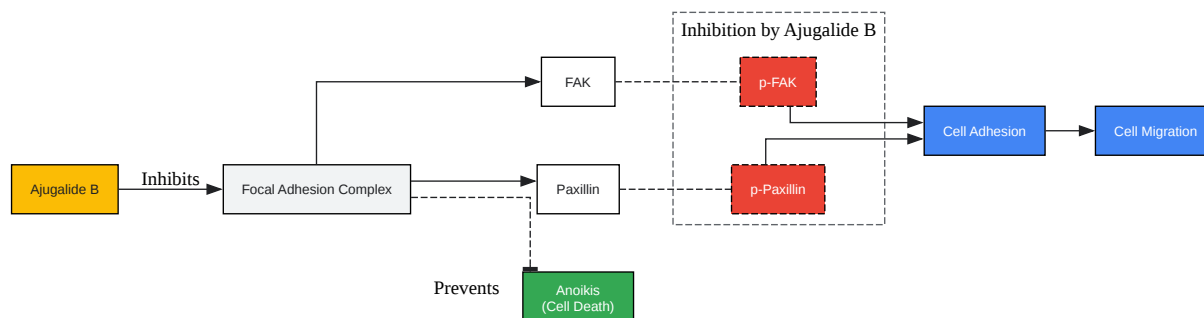 Inhibition by Ajugalide B
FAK
p-FAK
Cell Adhesion
Cell Migration
Ajugalide B
Inhibits
Focal Adhesion Complex
Paxillin
p-Paxillin
Prevents
Anoikis
(Cell Death)